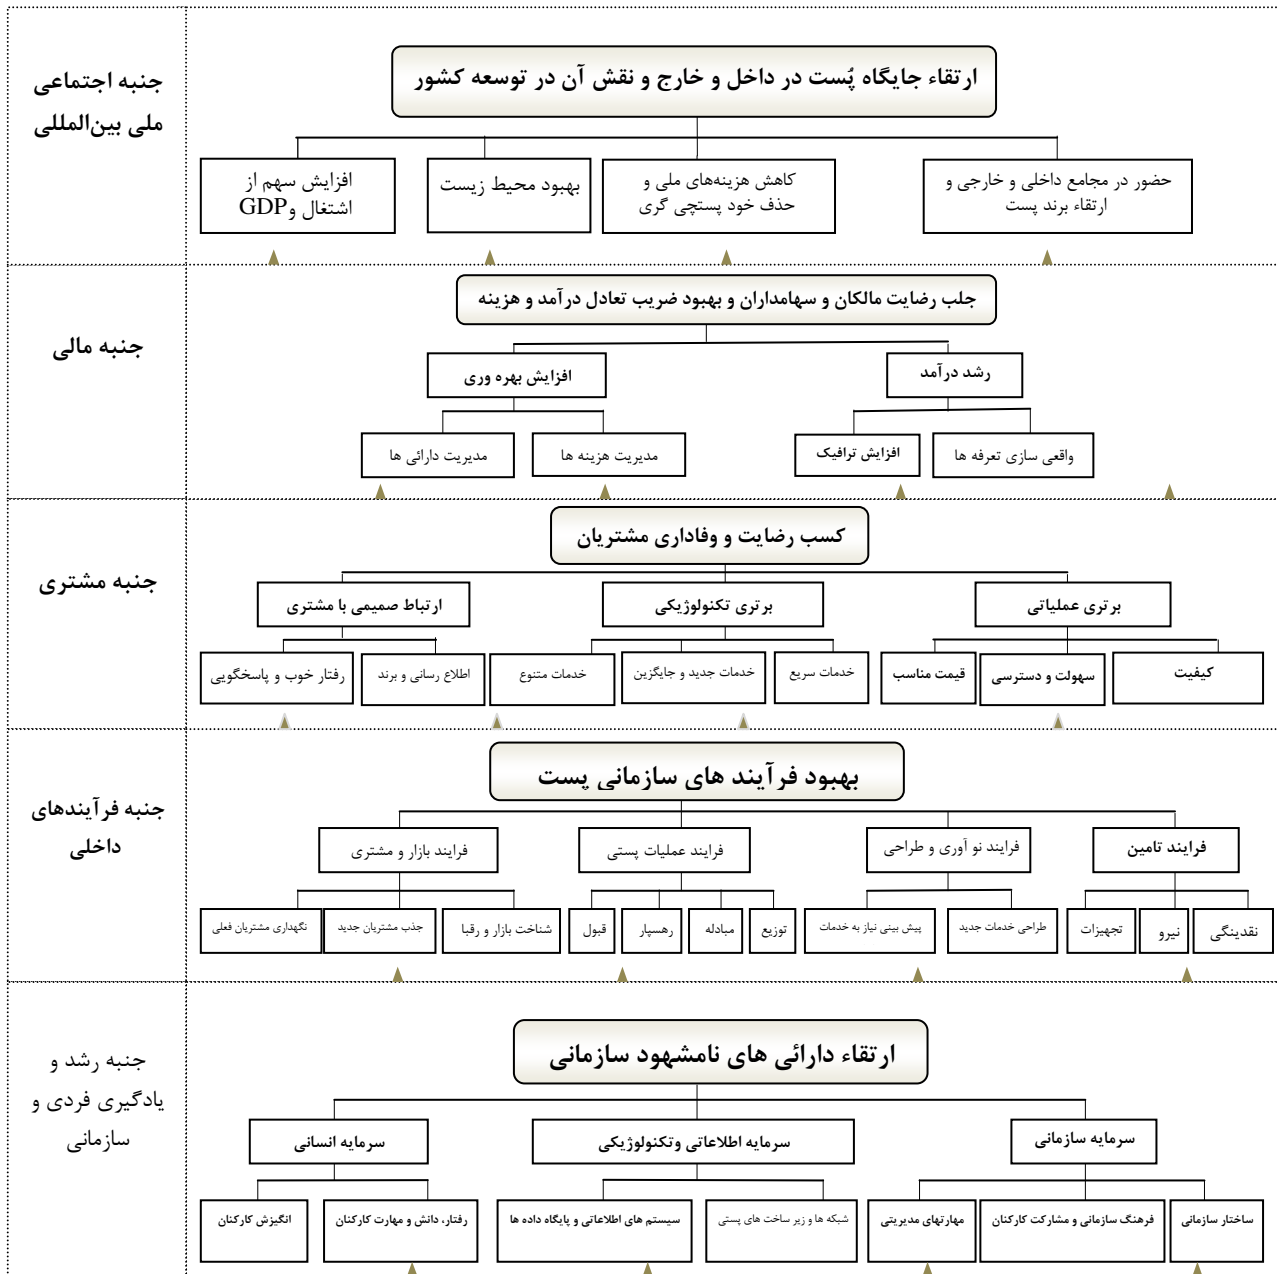 جنبه اجتماعی
ملی بین‌المللی
ارتقاء جایگاه پُست در داخل و خارج و نقش آن در توسعه کشور
حضور در مجامع داخلی و خارجی و
ارتقاء برند پست
کاهش هزینه‌های ملی و
حذف خود پستچی گری
بهبود محیط زیست
افزایش سهم از
اشتغال وGDP
جنبه مالی
جلب رضایت مالکان و سهامداران و بهبود ضریب تعادل درآمد و هزینه
رشد درآمد
افزایش بهره وری
واقعی سازی تعرفه ها
افزایش ترافیک
مدیریت هزینه ها
مدیریت دارائی ها
جنبه مشتری
کسب رضایت و وفاداری مشتریان
برتری عملیاتی
برتری تکنولوژیکی
ارتباط صمیمی با مشتری
کیفیت
سهولت و دسترسی
قیمت مناسب
خدمات سریع
خدمات جدید و جایگزین
خدمات متنوع
اطلاع رسانی و برند
رفتار خوب و پاسخگویی
جنبه فرآیندهای
داخلی
بهبود فرآیند های سازمانی پست
فرایند تامین
فرایند نو آوری و طراحی
فرایند عملیات پستی
فرایند بازار و مشتری
نقدینگی
نیرو
تجهیزات
طراحی خدمات جدید
پیش بینی نیاز به خدمات
توزیع
مبادله
رهسپار
قبول
شناخت بازار و رقبا
جذب مشتریان جدید
نگهداری مشتریان فعلی
جنبه رشد و
یادگیری فردی و
سازمانی
ارتقاء دارائی های نامشهود سازمانی
سرمایه سازمانی
سرمایه اطلاعاتی وتکنولوژیکی
سرمایه انسانی
ساختار سازمانی
فرهنگ سازمانی و مشارکت کارکنان
مهارتهای مدیریتی
شبکه ها و زیر ساخت های پستی
سیستم های اطلاعاتی و پایگاه داده ها
رفتار، دانش و مهارت کارکنان
انگیزش کارکنان